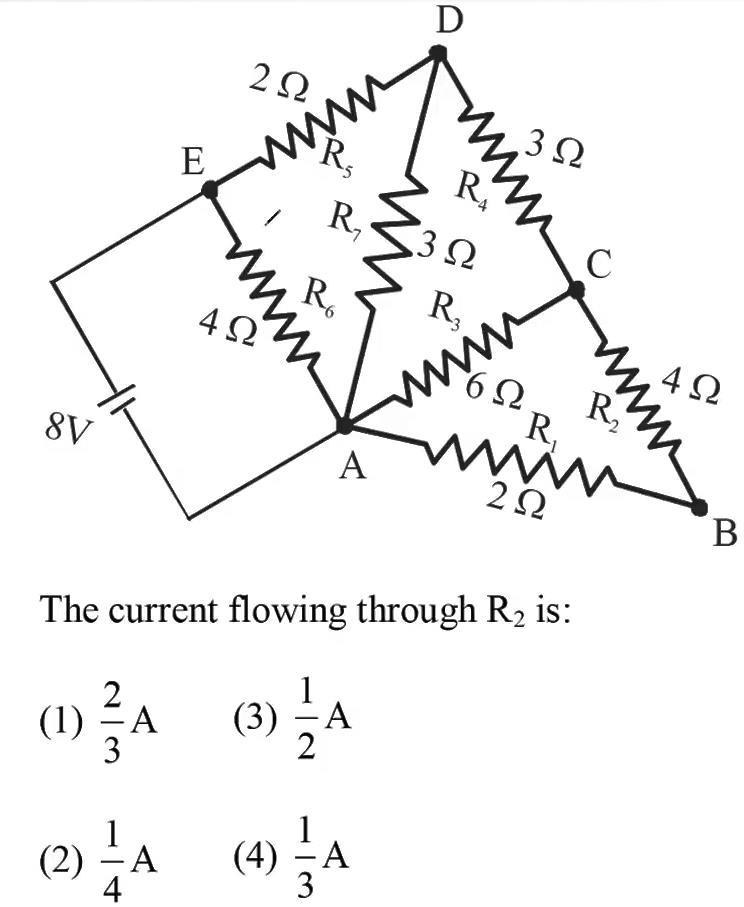 D
2 Ω
3 Ω
E
R₅
R₄
R₇
3 Ω
C
R₆
R₃
4 Ω
4 Ω
6 Ω
R₂
8V
R₁
A
2 Ω
B
The current flowing through R₂ is:
(1) 2/3 A (3) 1/2 A
(2) 1/4 A (4) 1/3 A